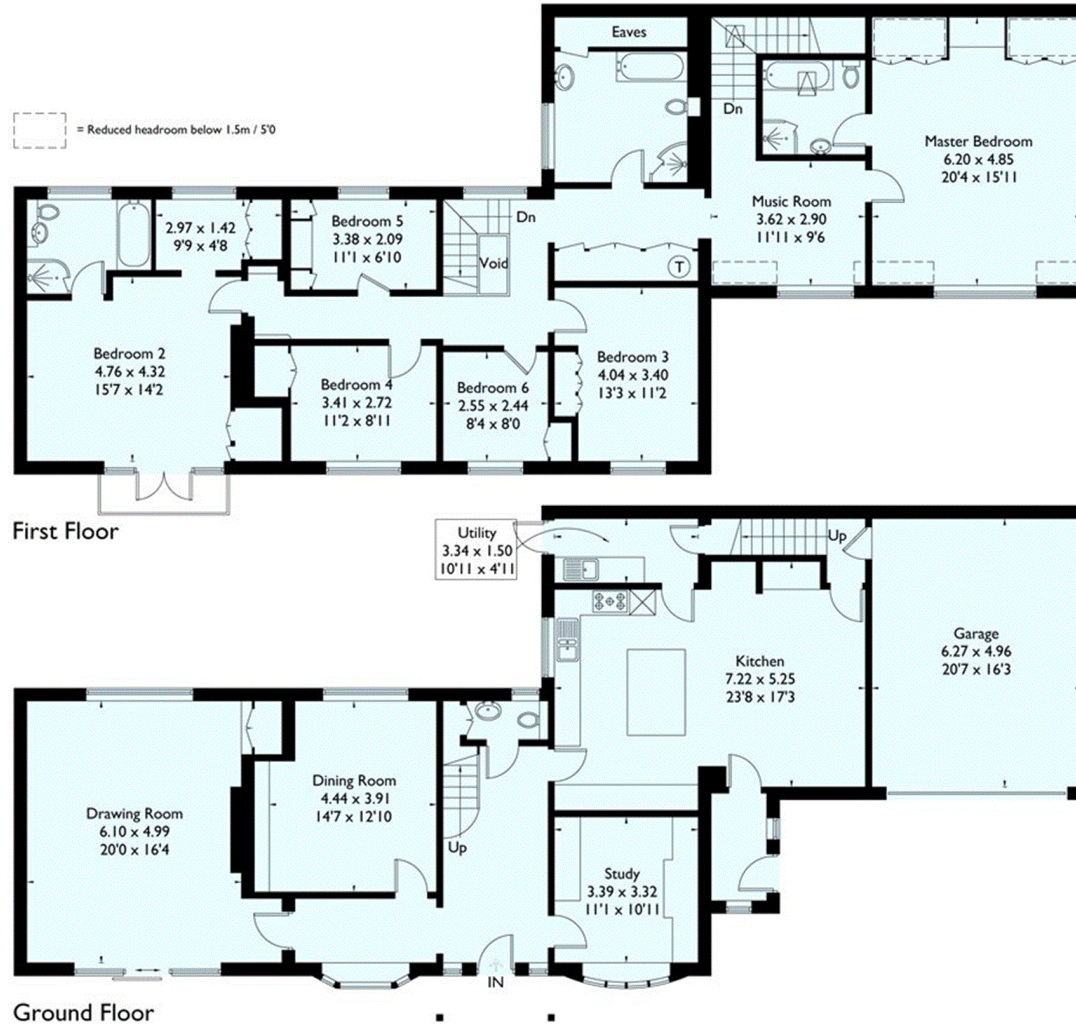 Eaves
= Reduced headroom below 1.5m / 5'0
Dn
Master Bedroom
6.20 x 4.85
20'4 x 15'11
Music Room
3.62 x 2.90
11'11 x 9'6
2.97 x 1.42
9'9 x 4'8
Bedroom 5
3.38 x 2.09
11'1 x 6'10
Dn
Void
T
Bedroom 2
4.76 x 4.32
15'7 x 14'2
Bedroom 4
3.41 x 2.72
11'2 x 8'11
Bedroom 6
2.55 x 2.44
8'4 x 8'0
Bedroom 3
4.04 x 3.40
13'3 x 11'2
First Floor
Utility
3.34 x 1.50
10'11 x 4'11
Up
Kitchen
7.22 x 5.25
23'8 x 17'3
Garage
6.27 x 4.96
20'7 x 16'3
Drawing Room
6.10 x 4.99
20'0 x 16'4
Dining Room
4.44 x 3.91
14'7 x 12'10
Up
Study
3.39 x 3.32
11'1 x 10'11
IN
Ground Floor